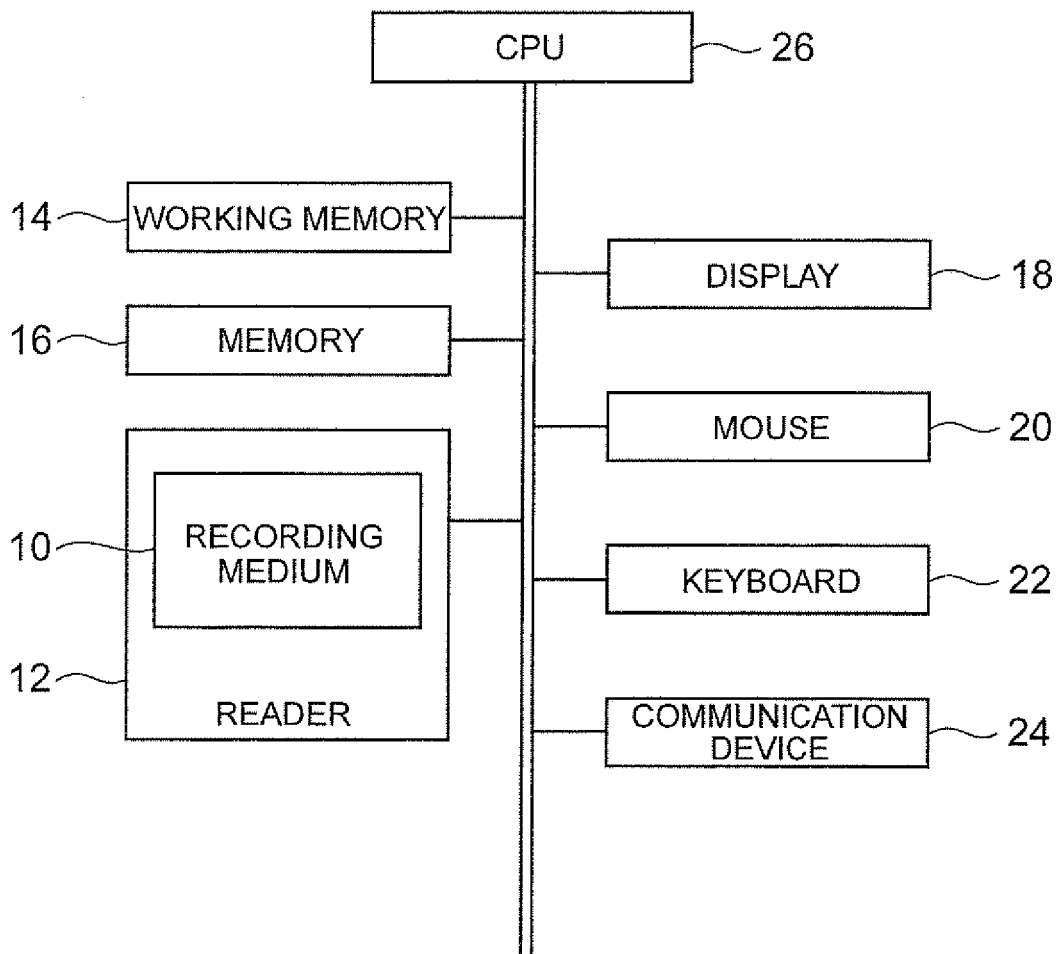 CPU
26
14
WORKING MEMORY
DISPLAY
18
16
MEMORY
MOUSE
20
10
RECORDING
MEDIUM
KEYBOARD
22
12
READER
COMMUNICATION
DEVICE
24